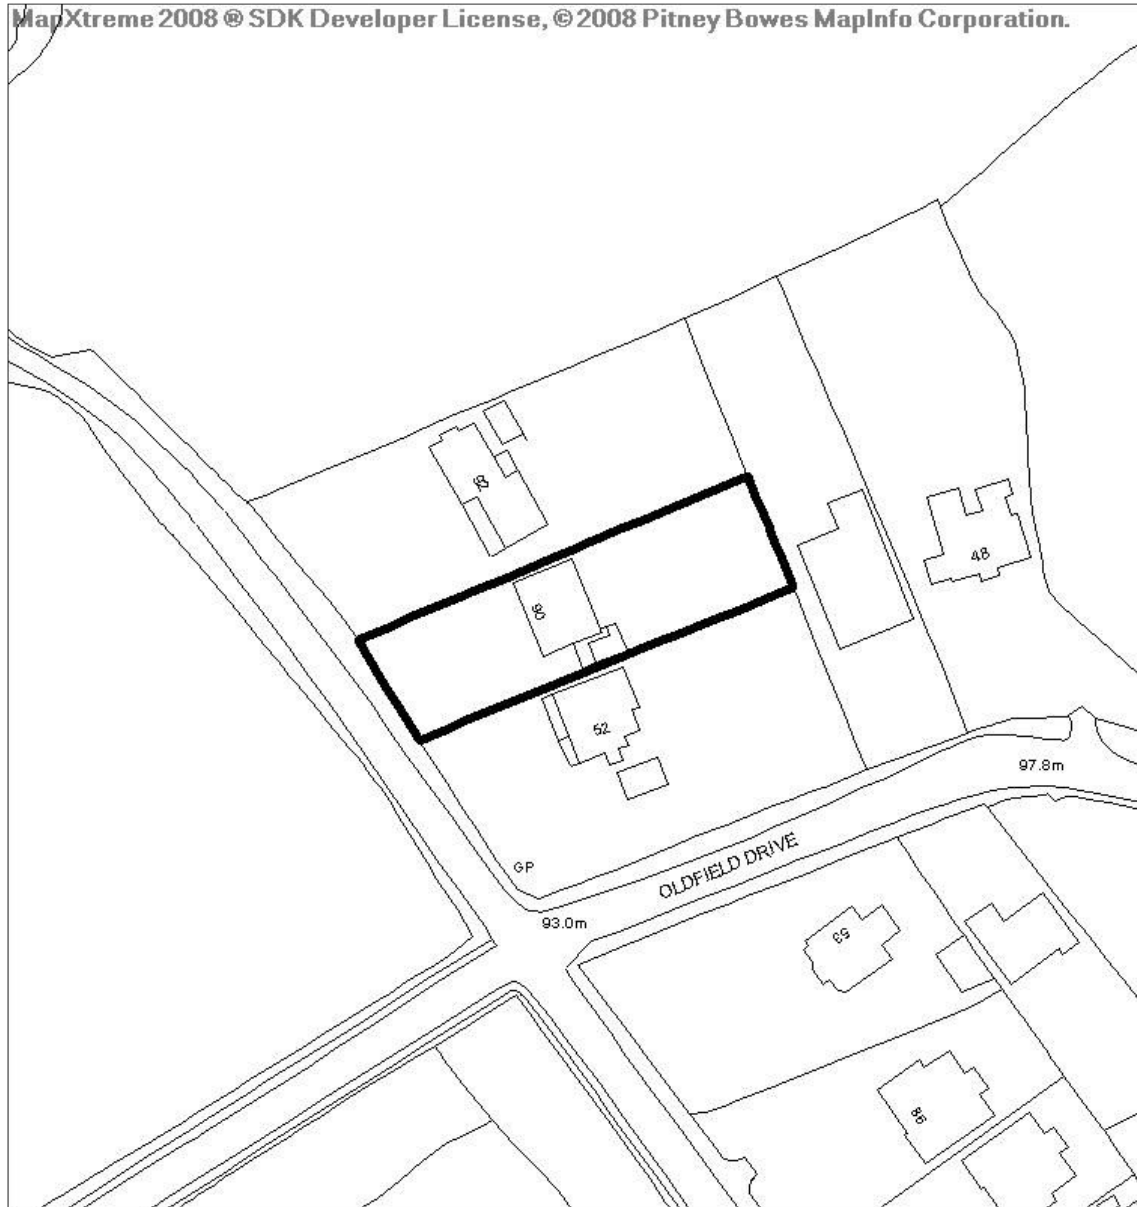 MapXtreme 2008 ® SDK Developer License, © 2008 Pitney Bowes MapInfo Corporation.
48
52
97.8m
OLDFIELD DRIVE
GP
93.0m
53